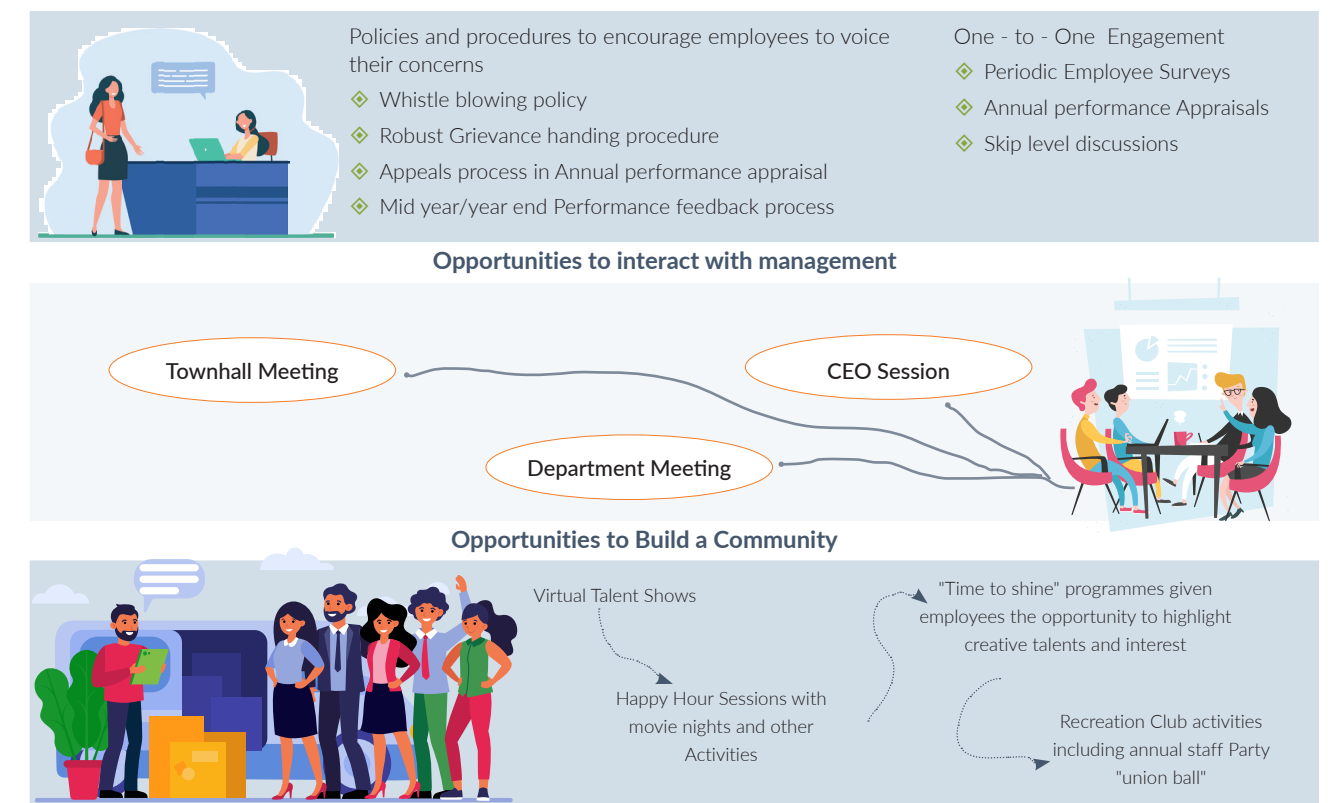 Policies and procedures to encourage employees to voice
their concerns
Whistle blowing policy
Robust Grievance handing procedure
Appeals process in Annual performance appraisal
Mid year/year end Performance feedback process
One - to - One Engagement
Periodic Employee Surveys
Annual performance Appraisals
Skip level discussions
Opportunities to interact with management
Townhall Meeting
CEO Session
Department Meeting
Opportunities to Build a Community
Virtual Talent Shows
Happy Hour Sessions with
movie nights and other
Activities
"Time to shine" programmes given
employees the opportunity to highlight
creative talents and interest
Recreation Club activities
including annual staff Party
"union ball"